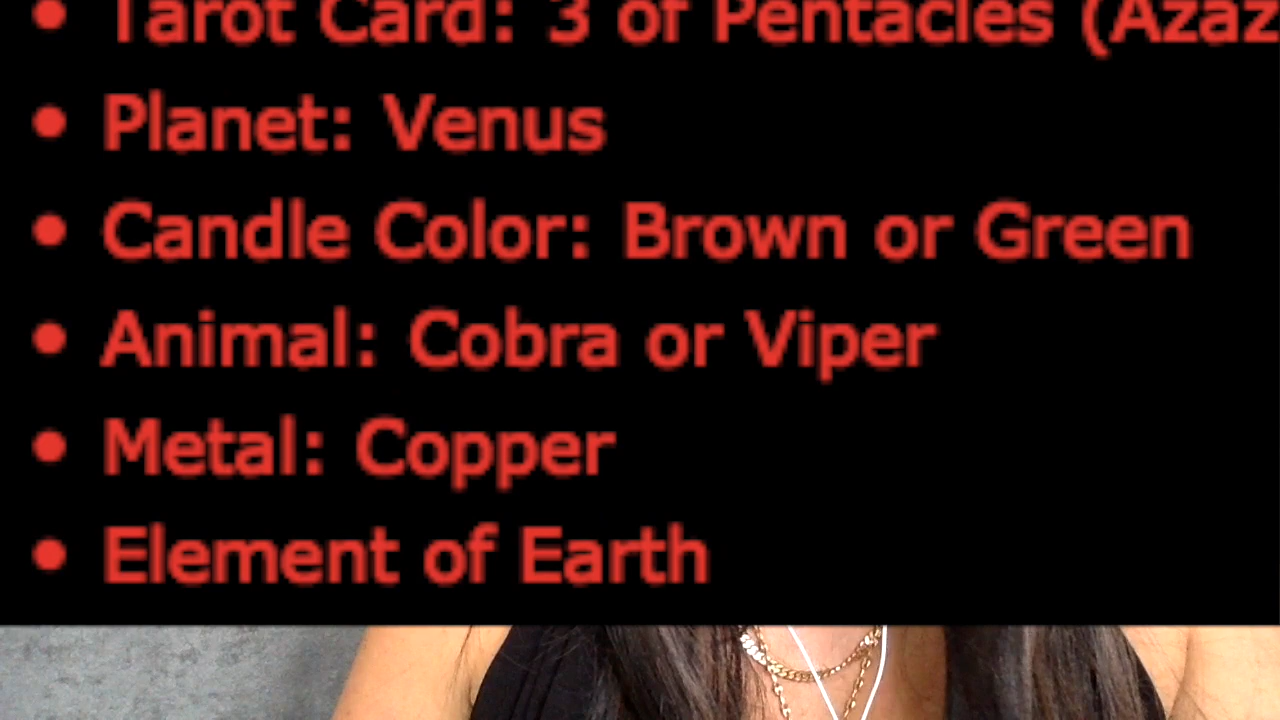 • Tarot Card: 3 of Pentacles (Azaz
• Planet: Venus
• Candle Color: Brown or Green
• Animal: Cobra or Viper
• Metal: Copper
• Element of Earth